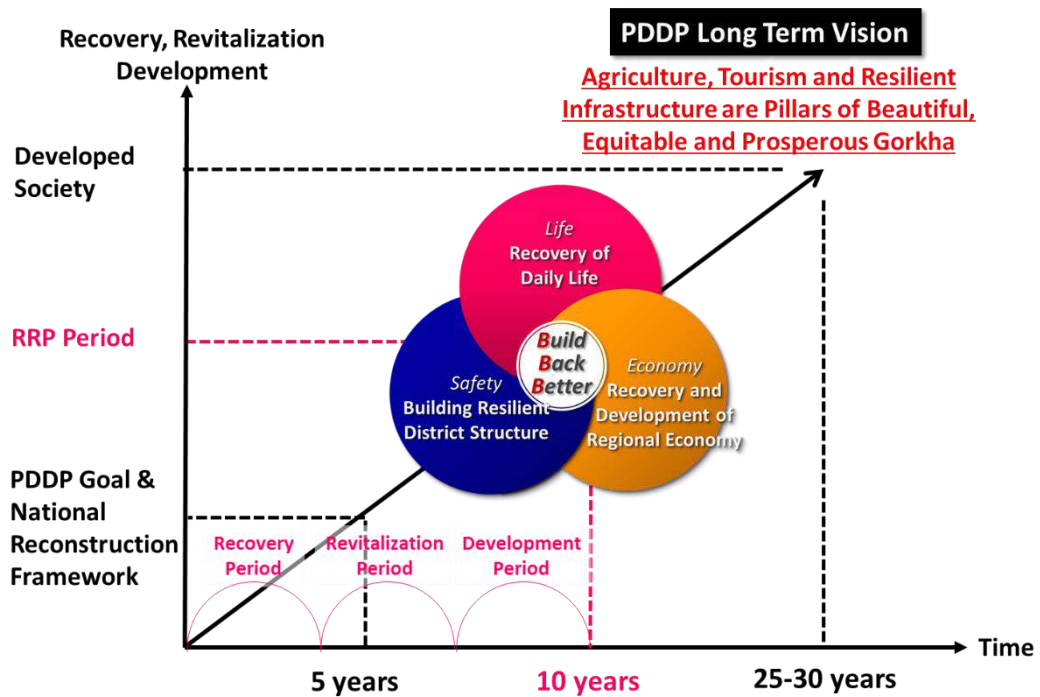 Recovery, Revitalization
Development
PDDP Long Term Vision
Agriculture, Tourism and Resilient
Infrastructure are Pillars of Beautiful,
Equitable and Prosperous Gorkha
Developed
Society
Life
Recovery of
Daily Life
RRP Period
Build
Back
Better
Safety
Building Resilient
District Structure
Economy
Recovery and
Development of
Regional Economy
PDDP Goal &
National
Reconstruction
Framework
Recovery
Period
Revitalization
Period
Development
Period
Time
5 years
10 years
25-30 years